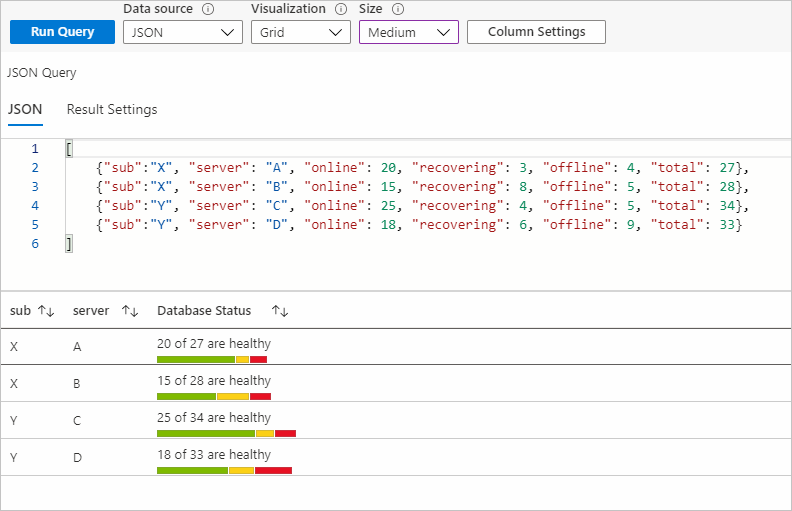 Data source Visualization Size
Run Query JSON Grid Medium Column Settings
JSON Query
JSON Result Settings
1 [
2 {"sub":"X", "server": "A", "online": 20, "recovering": 3, "offline": 4, "total": 27},
3 {"sub":"X", "server": "B", "online": 15, "recovering": 8, "offline": 5, "total": 28},
4 {"sub":"Y", "server": "C", "online": 25, "recovering": 4, "offline": 5, "total": 34},
5 {"sub":"Y", "server": "D", "online": 18, "recovering": 6, "offline": 9, "total": 33}
6 ]
sub ↑↓ server ↑↓ Database Status ↑↓
X A 20 of 27 are healthy
X B 15 of 28 are healthy
Y C 25 of 34 are healthy
Y D 18 of 33 are healthy